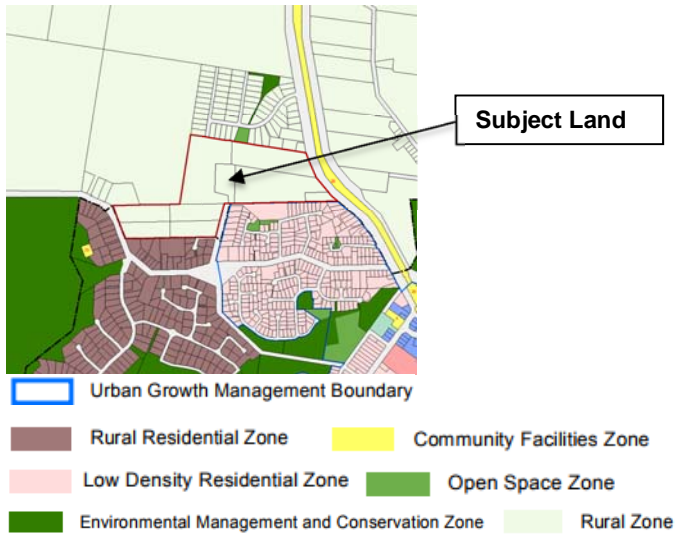 Subject Land
Urban Growth Management Boundary
Rural Residential Zone Community Facilities Zone
Low Density Residential Zone Open Space Zone
Environmental Management and Conservation Zone Rural Zone